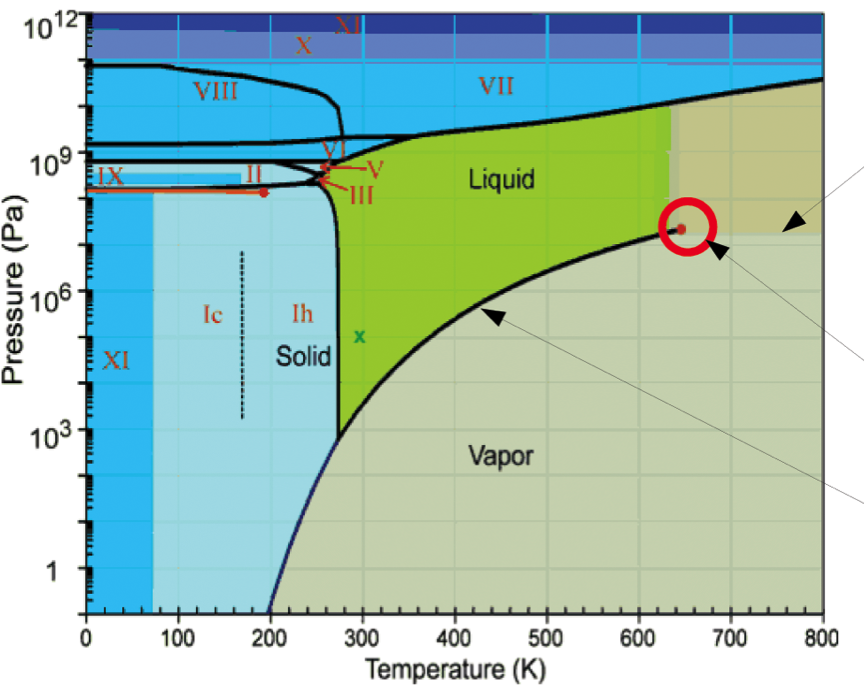 10¹²
XI
X
VIII
VII
VI
10⁹
IX
II
V
III
Liquid
Pressure (Pa)
10⁶
Ic
Ih
x
XI
Solid
10³
Vapor
1
0 100 200 300 400 500 600 700 800
Temperature (K)